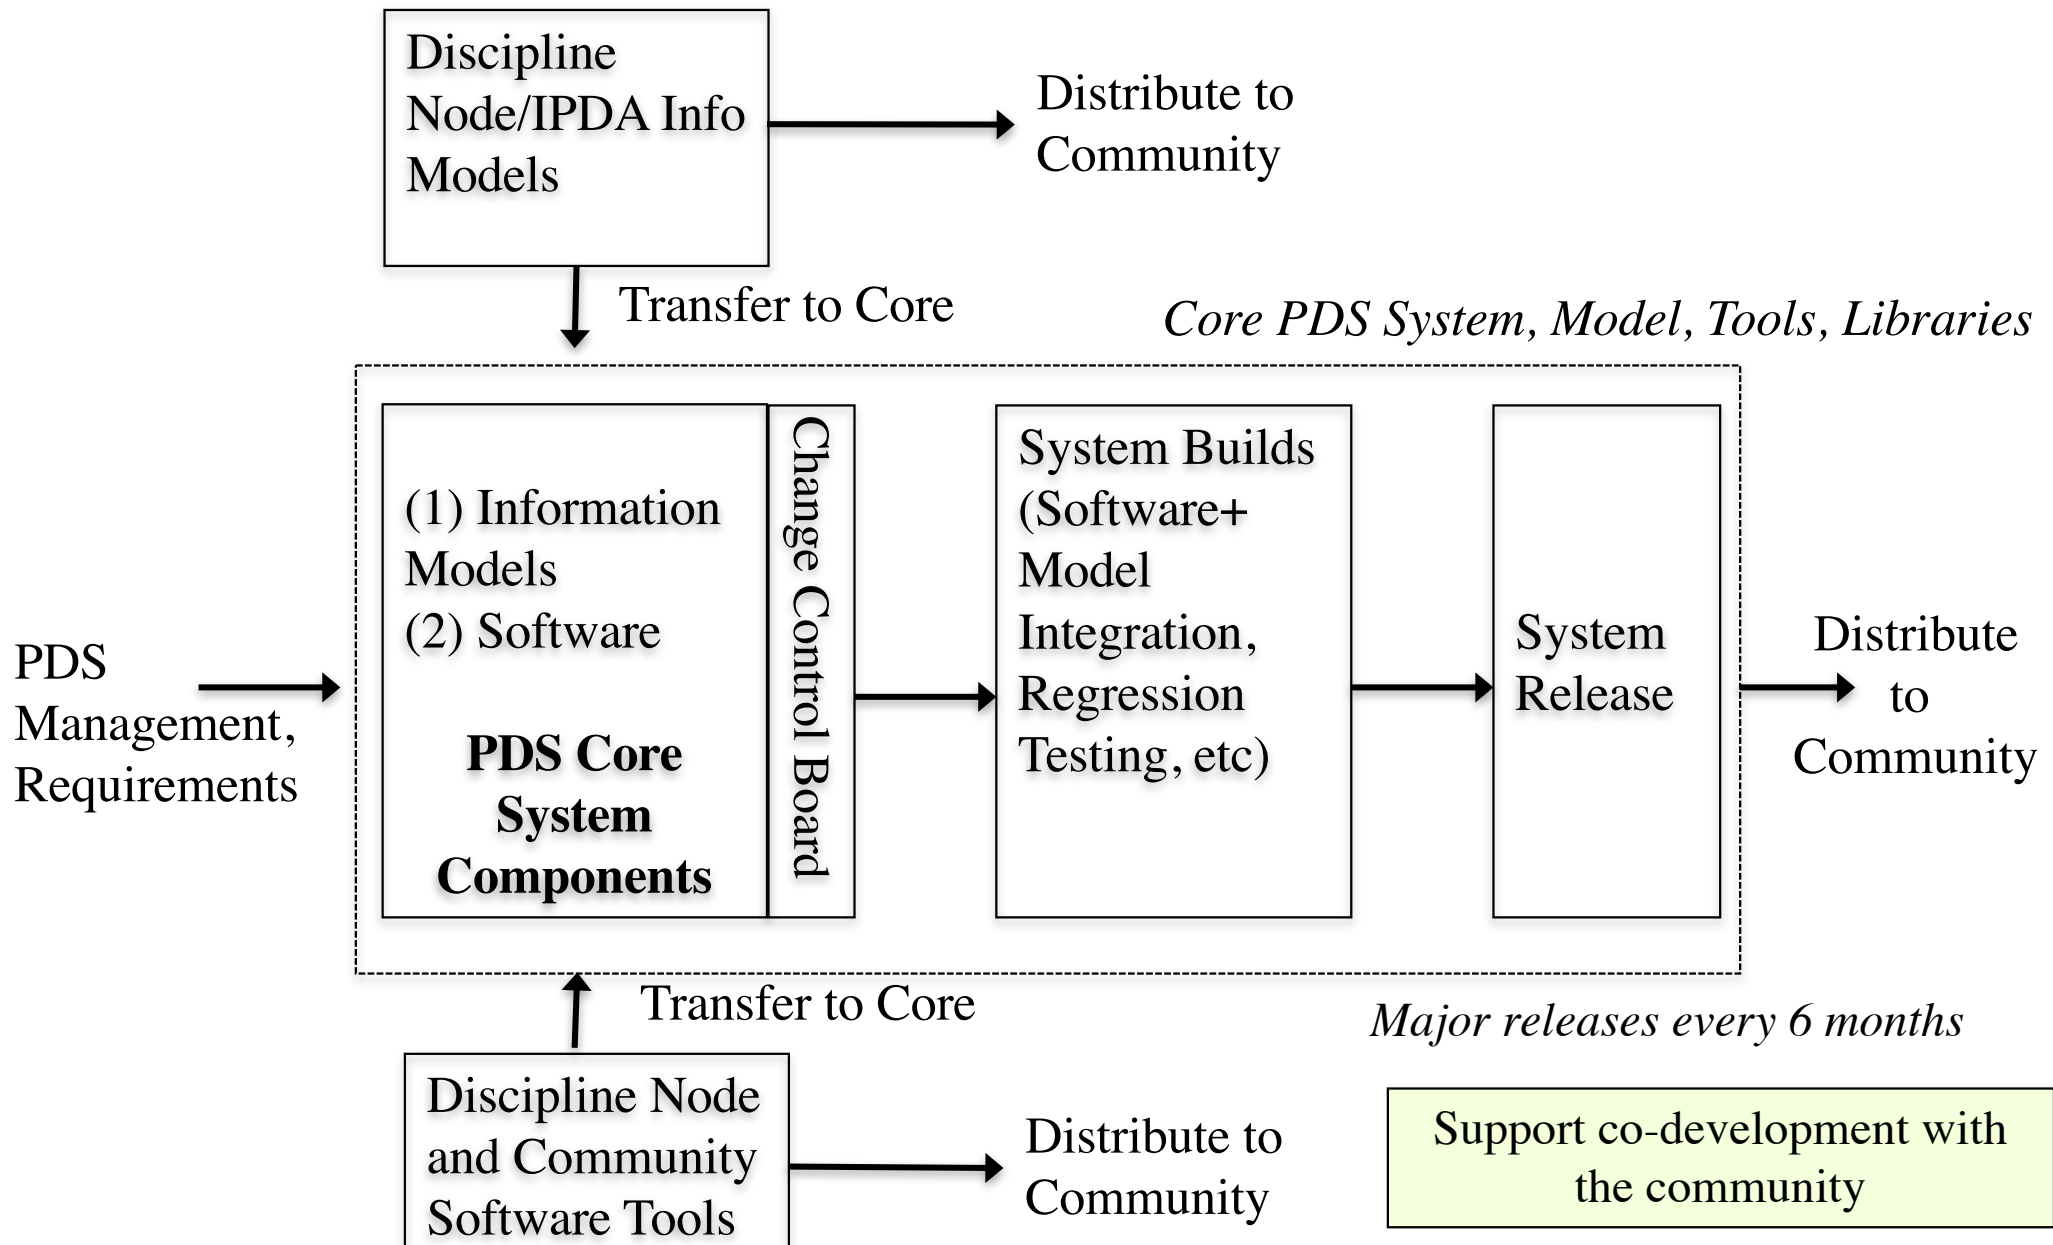 Discipline
Node/IPDA Info
Models
Distribute to
Community
Transfer to Core
Core PDS System, Model, Tools, Libraries
PDS
Management,
Requirements
(1) Information
Models
(2) Software
PDS Core
System
Components
Change Control Board
System Builds
(Software+
Model
Integration,
Regression
Testing, etc)
System
Release
Distribute
to
Community
Transfer to Core
Major releases every 6 months
Discipline Node
and Community
Software Tools
Distribute to
Community
Support co-development with
the community